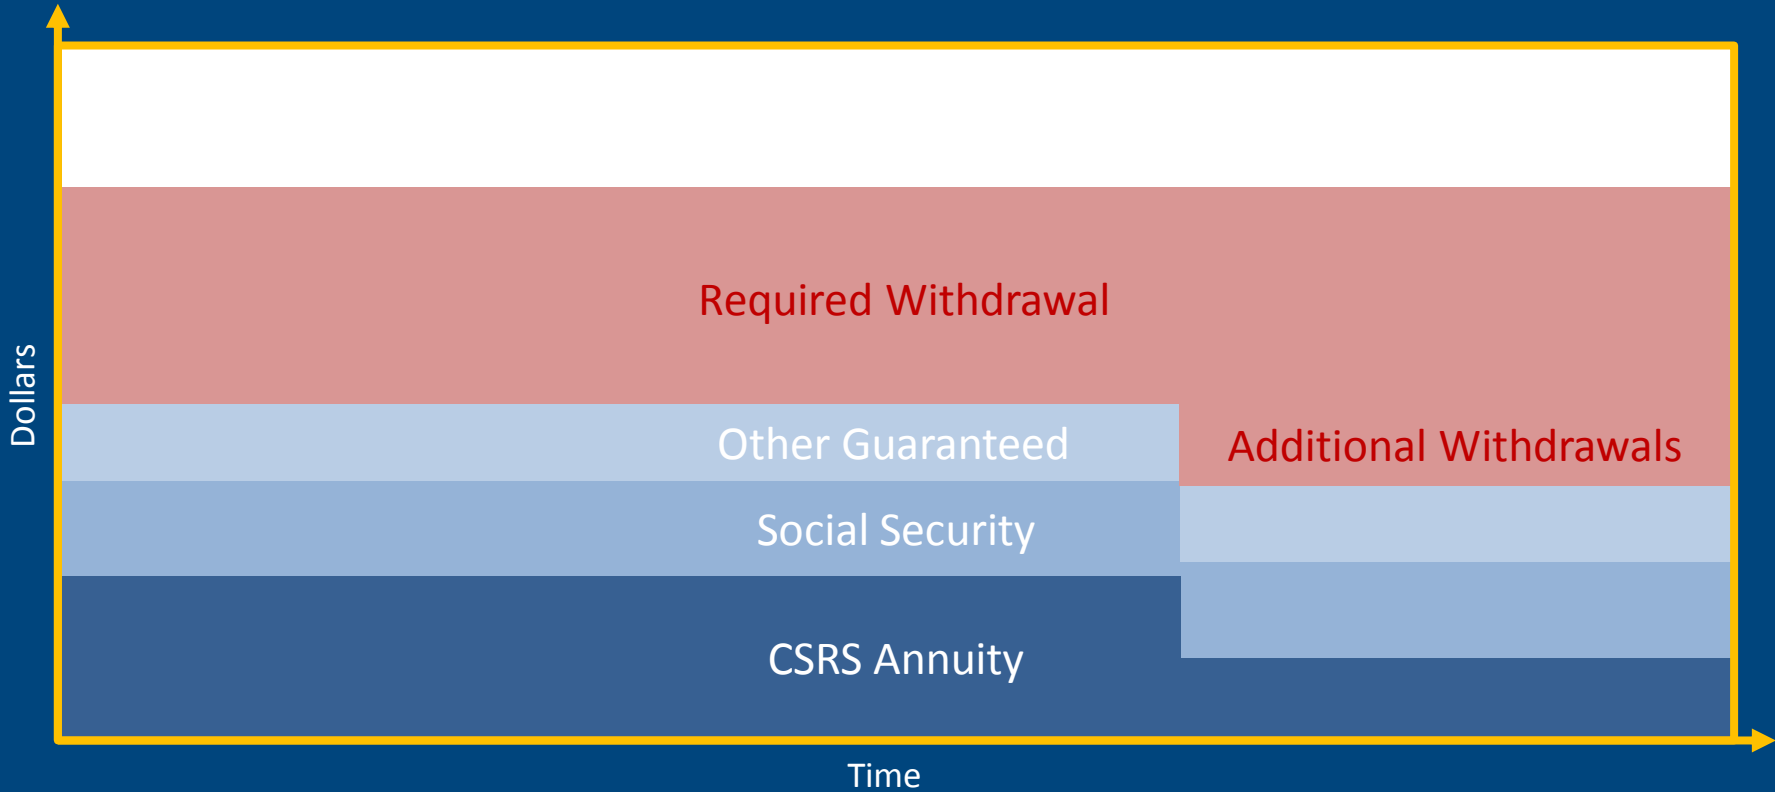 Required Withdrawal
Dollars
Other Guaranteed
Additional Withdrawals
Social Security
CSRS Annuity
Time